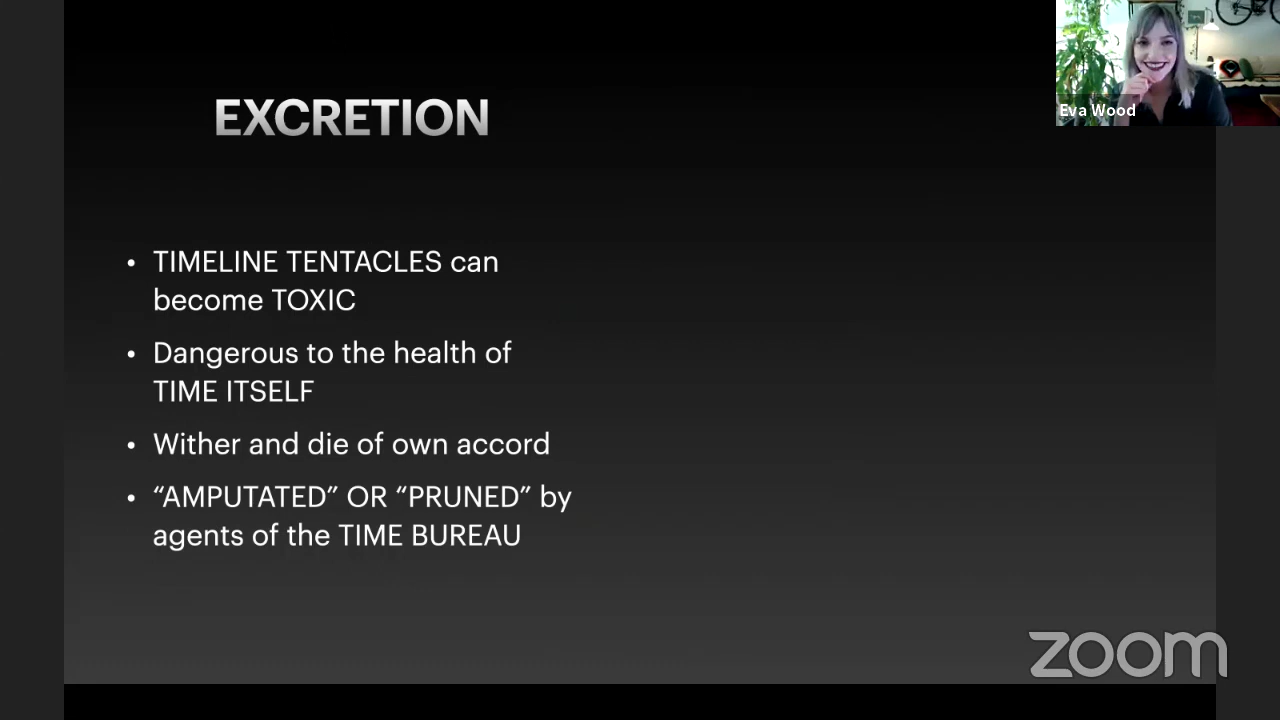 EXCRETION
• TIMELINE TENTACLES can
become TOXIC
• Dangerous to the health of
TIME ITSELF
• Wither and die of own accord
• “AMPUTATED” OR “PRUNED” by
agents of the TIME BUREAU
Eva Wood
zoom